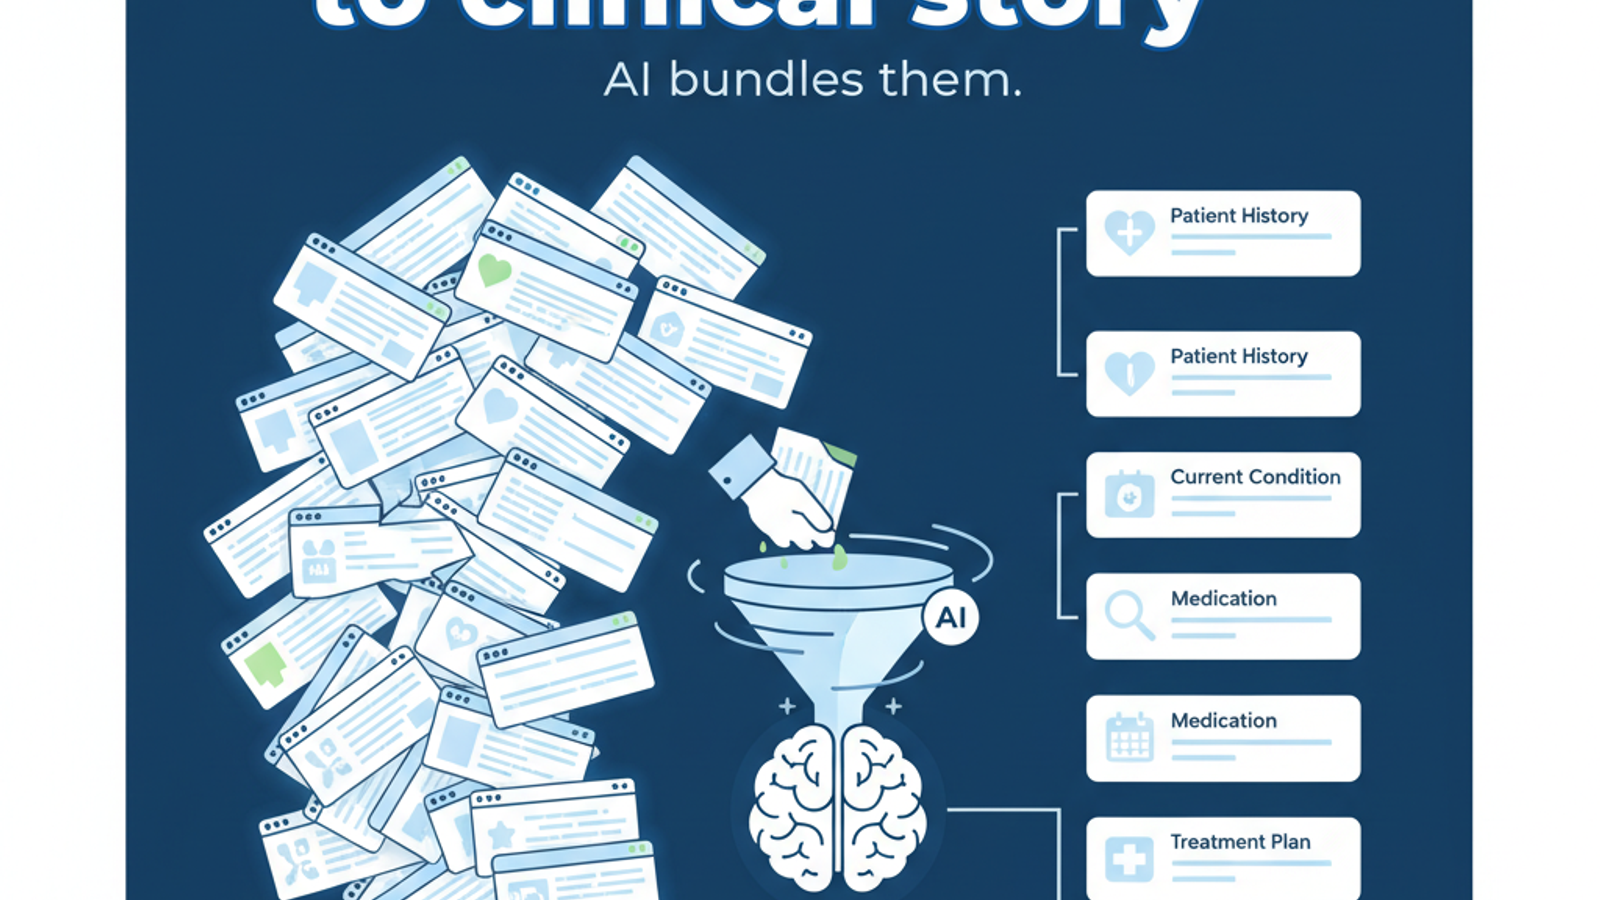 to clinical story
AI bundles them.
AI
Patient History
Patient History
Current Condition
Medication
Medication
Treatment Plan